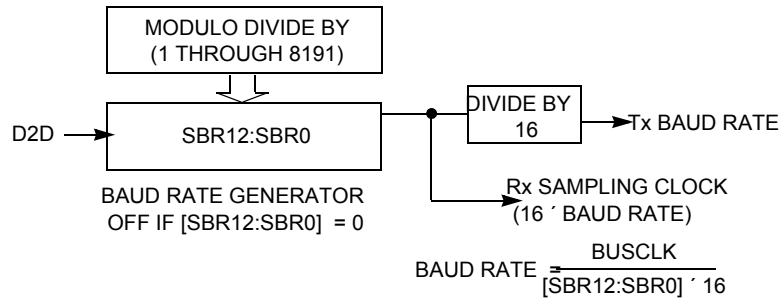 MODULO DIVIDE BY
(1 THROUGH 8191)
D2D
SBR12:SBR0
DIVIDE BY
16
Tx BAUD RATE
BAUD RATE GENERATOR
OFF IF [SBR12:SBR0] = 0
Rx SAMPLING CLOCK
(16 ´ BAUD RATE)
BAUD RATE =
BUSCLK
[SBR12:SBR0] ´ 16